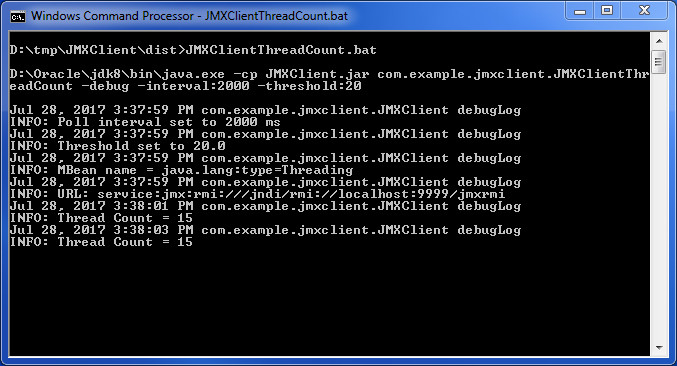 Windows Command Processor - JMXClientThreadCount.bat
D:\tmp\JMXClient\dist>JMXClientThreadCount.bat
D:\Oracle\jdk8\bin\java.exe -cp JMXClient.jar com.example.jmxclient.JMXClientThr
eadCount -debug -interval:2000 -threshold:20
Jul 28, 2017 3:37:59 PM com.example.jmxclient.JMXClient debugLog
INFO: Poll interval set to 2000 ms
Jul 28, 2017 3:37:59 PM com.example.jmxclient.JMXClient debugLog
INFO: Threshold set to 20.0
Jul 28, 2017 3:37:59 PM com.example.jmxclient.JMXClient debugLog
INFO: MBean name = java.lang:type=Threading
Jul 28, 2017 3:37:59 PM com.example.jmxclient.JMXClient debugLog
INFO: URL: service:jmx:rmi:///jndi/rmi://localhost:9999/jmxrmi
Jul 28, 2017 3:38:01 PM com.example.jmxclient.JMXClient debugLog
INFO: Thread Count = 15
Jul 28, 2017 3:38:03 PM com.example.jmxclient.JMXClient debugLog
INFO: Thread Count = 15